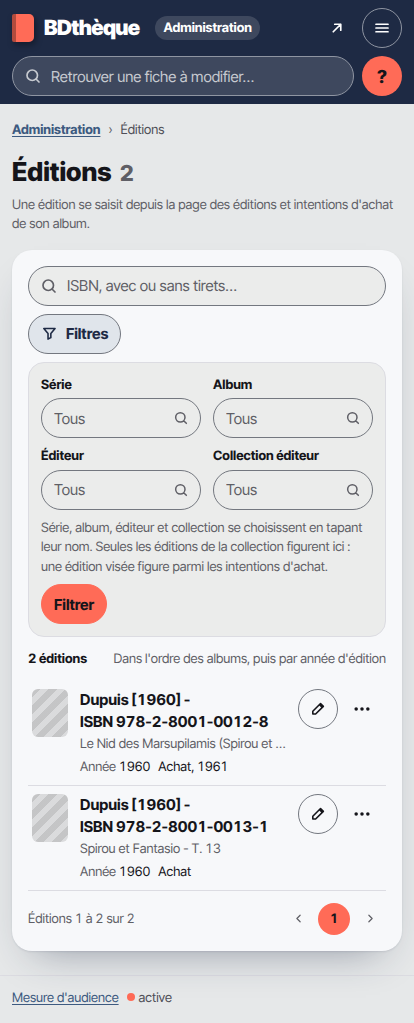 BDthèque Administration
Retrouver une fiche à modifier… ?
Administration › Éditions
Éditions 2
Une édition se saisit depuis la page des éditions et intentions d'achat
de son album.
ISBN, avec ou sans tirets…
Filtres
Série Album
Tous Tous
Éditeur Collection éditeur
Tous Tous
Série, album, éditeur et collection se choisissent en tapant
leur nom. Seules les éditions de la collection figurent ici :
une édition visée figure parmi les intentions d'achat.
Filtrer
2 éditions Dans l'ordre des albums, puis par année d'édition
Dupuis [1960] -
ISBN 978-2-8001-0012-8
Le Nid des Marsupilamis (Spirou et …
Année 1960 Achat, 1961
Dupuis [1960] -
ISBN 978-2-8001-0013-1
Spirou et Fantasio - T. 13
Année 1960 Achat
Éditions 1 à 2 sur 2 ‹ 1 ›
Mesure d'audience active